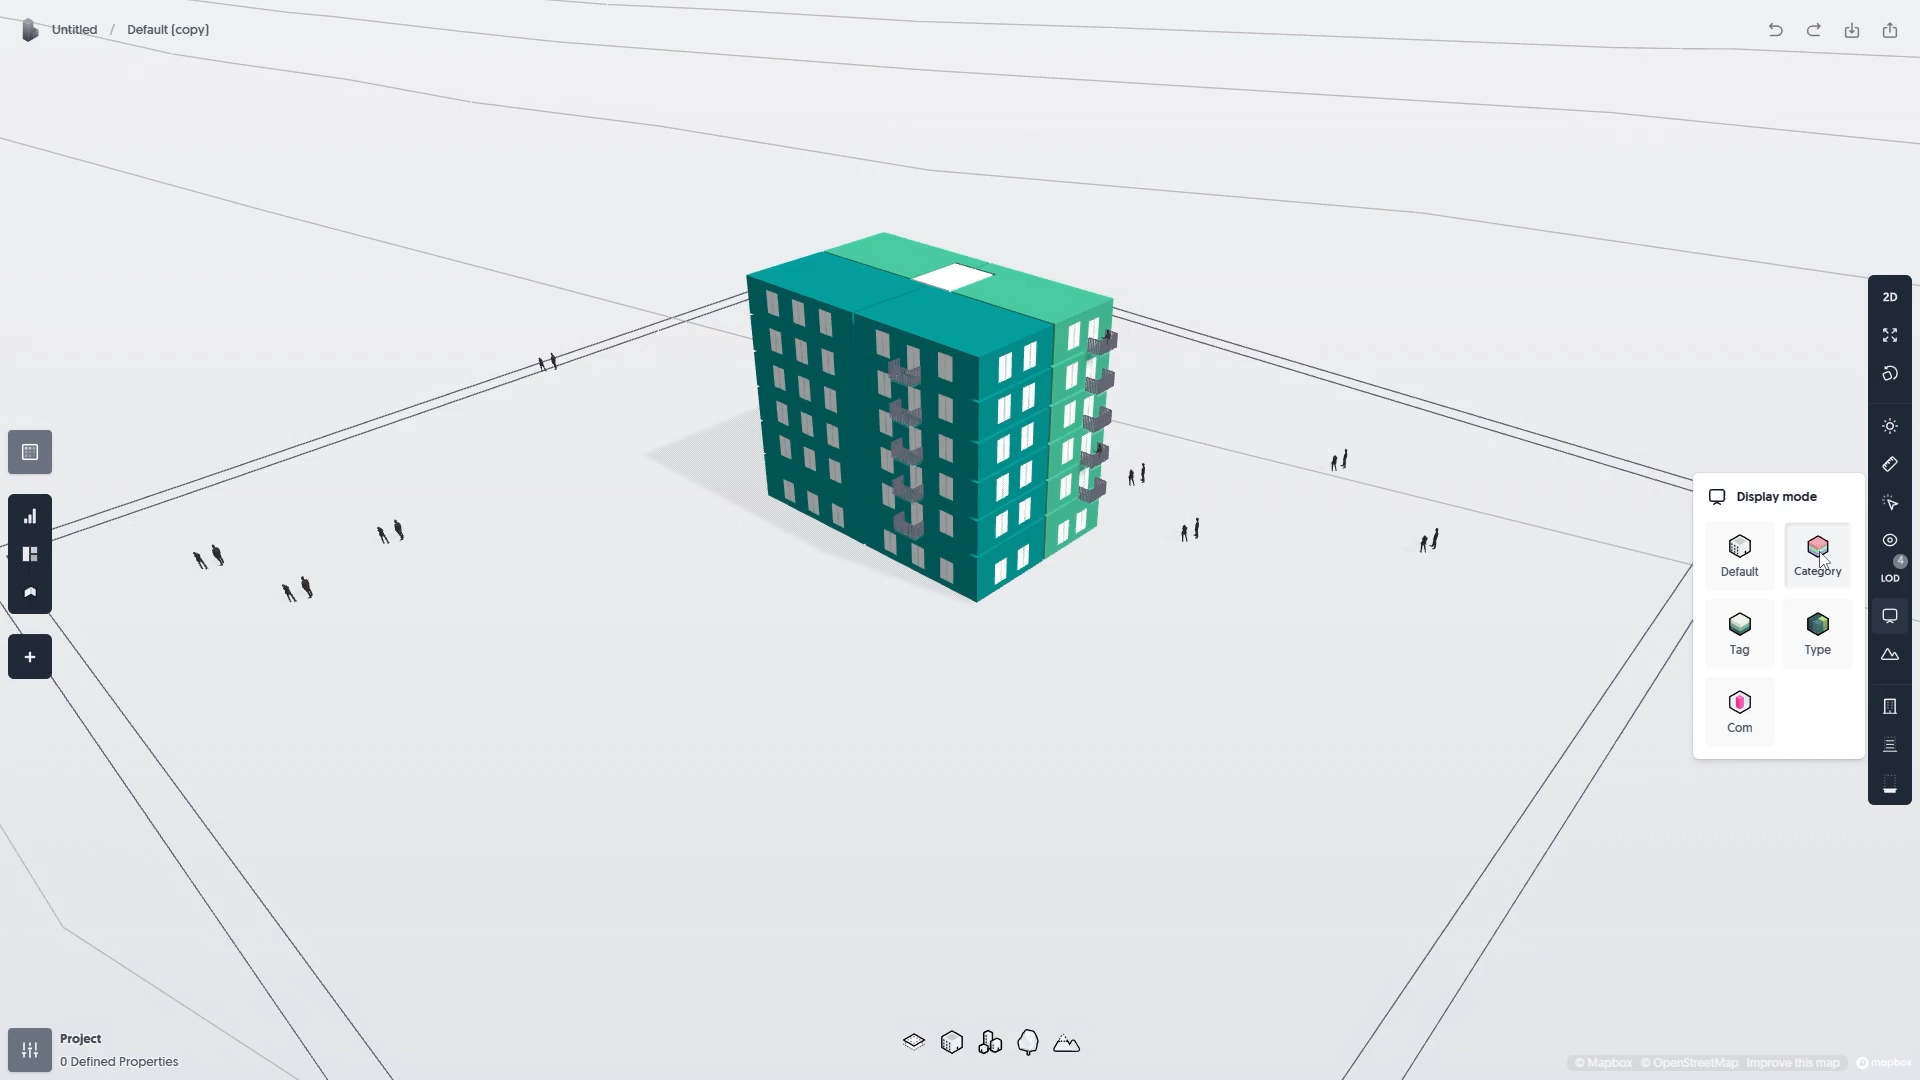 Untitled / Default (copy)
2D
Display mode
Default
Category
4
LOD
Tag
Type
Com
Project
0 Defined Properties
© Mapbox © OpenStreetMap Improve this map mapbox